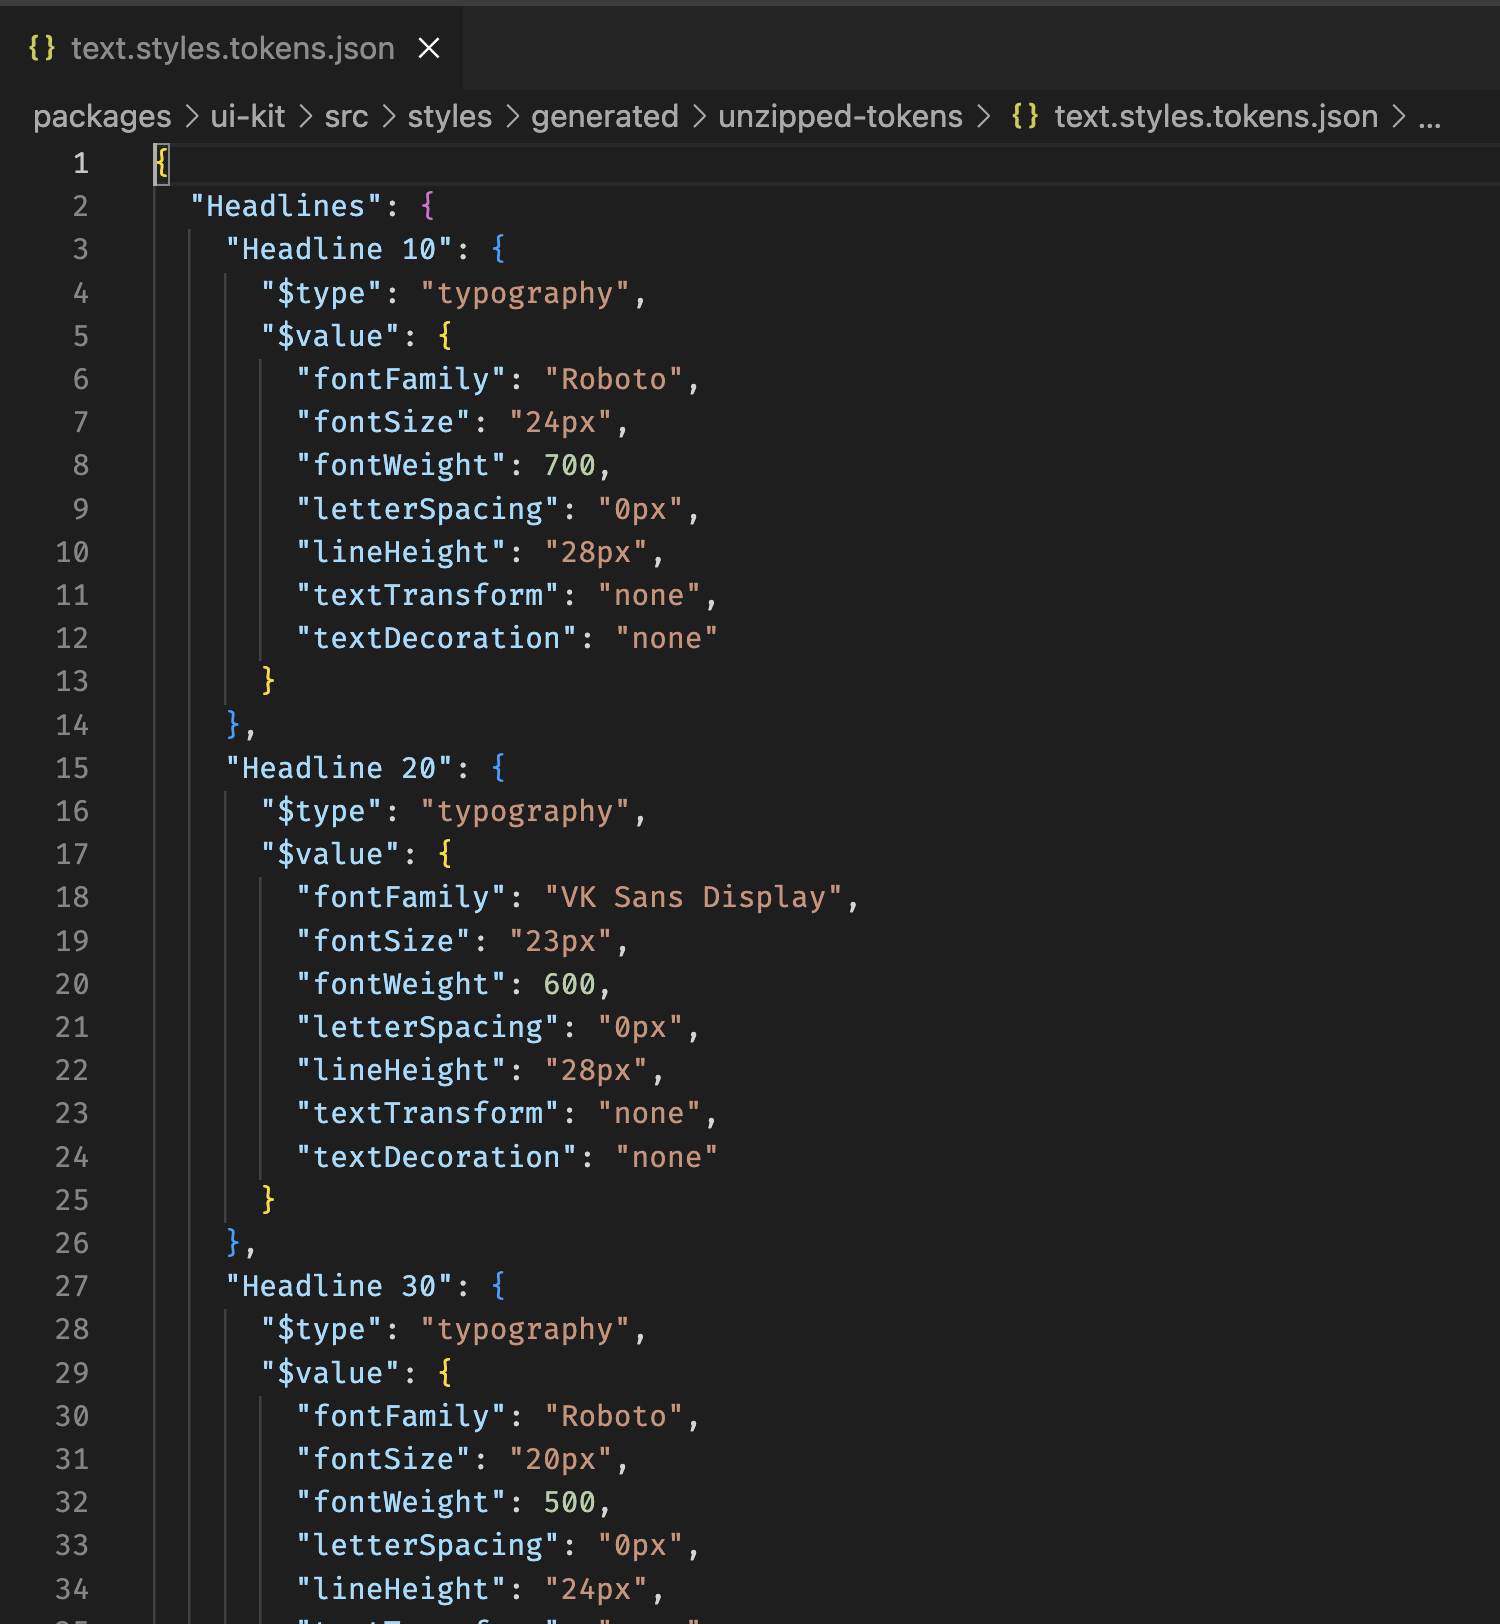 {} text.styles.tokens.json ×
packages > ui-kit > src > styles > generated > unzipped-tokens > {} text.styles.tokens.json > ...
1 {
2 "Headlines": {
3 "Headline 10": {
4 "$type": "typography",
5 "$value": {
6 "fontFamily": "Roboto",
7 "fontSize": "24px",
8 "fontWeight": 700,
9 "letterSpacing": "0px",
10 "lineHeight": "28px",
11 "textTransform": "none",
12 "textDecoration": "none"
13 }
14 },
15 "Headline 20": {
16 "$type": "typography",
17 "$value": {
18 "fontFamily": "VK Sans Display",
19 "fontSize": "23px",
20 "fontWeight": 600,
21 "letterSpacing": "0px",
22 "lineHeight": "28px",
23 "textTransform": "none",
24 "textDecoration": "none"
25 }
26 },
27 "Headline 30": {
28 "$type": "typography",
29 "$value": {
30 "fontFamily": "Roboto",
31 "fontSize": "20px",
32 "fontWeight": 500,
33 "letterSpacing": "0px",
34 "lineHeight": "24px",